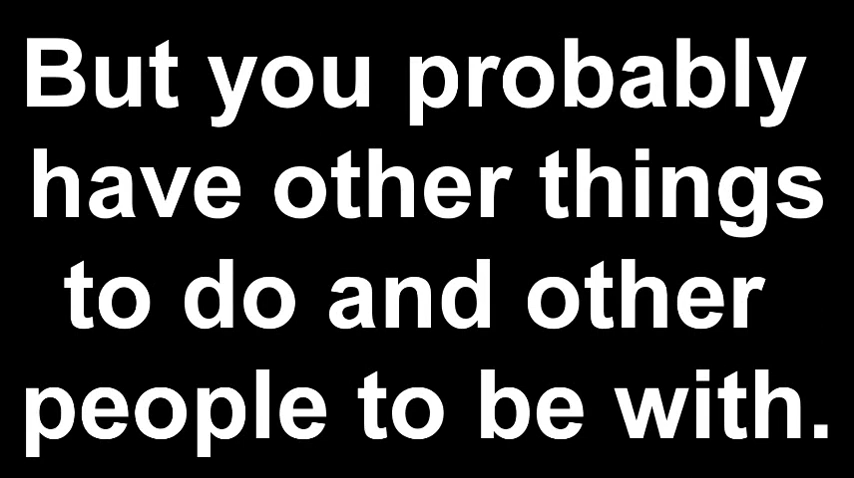 But you probably
have other things
to do and other
people to be with.